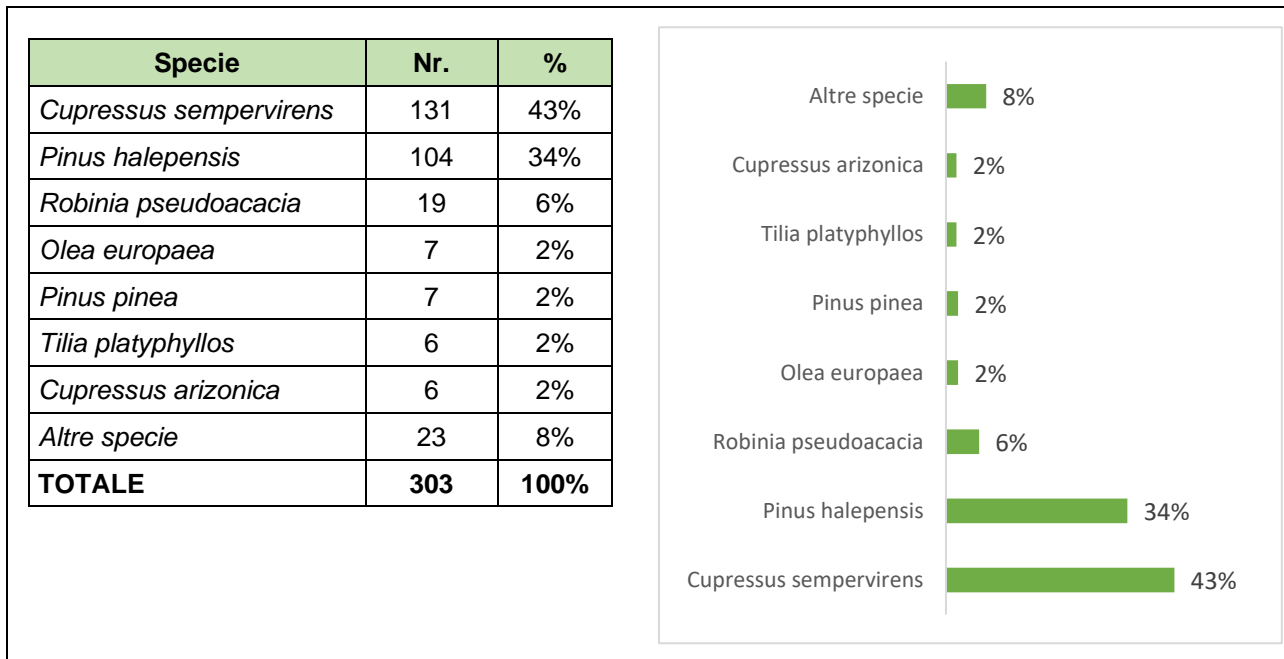 Specie Nr. %
Cupressus sempervirens 131 43%
Pinus halepensis 104 34%
Robinia pseudoacacia 19 6%
Olea europaea 7 2%
Pinus pinea 7 2%
Tilia platyphyllos 6 2%
Cupressus arizonica 6 2%
Altre specie 23 8%
TOTALE 303 100%
Altre specie 8%
Cupressus arizonica 2%
Tilia platyphyllos 2%
Pinus pinea 2%
Olea europaea 2%
Robinia pseudoacacia 6%
Pinus halepensis 34%
Cupressus sempervirens 43%